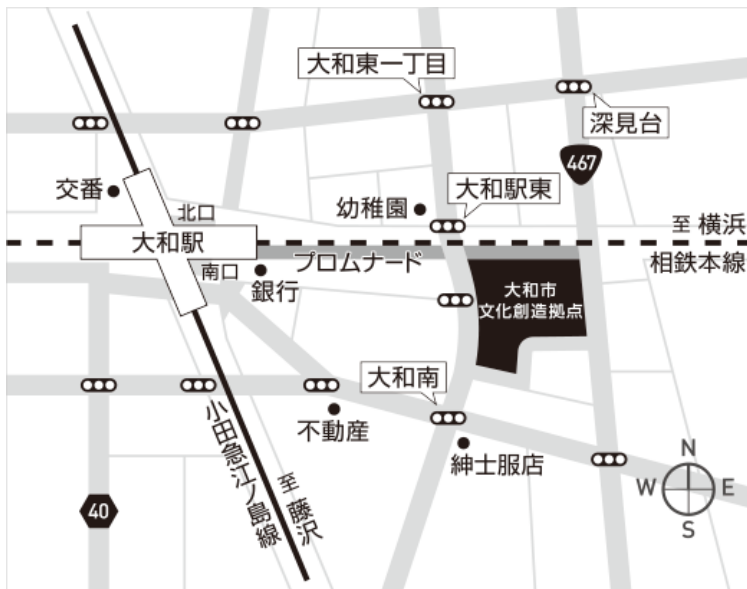 大和東一丁目
深見台
467
交番
北口
幼稚園
大和駅東
至 横浜
大和駅
プロムナード
相鉄本線
南口
銀行
大和市
文化創造拠点
大和南
不動産
紳士服店
小田急江ノ島線
至 藤沢
40
N
W E
S